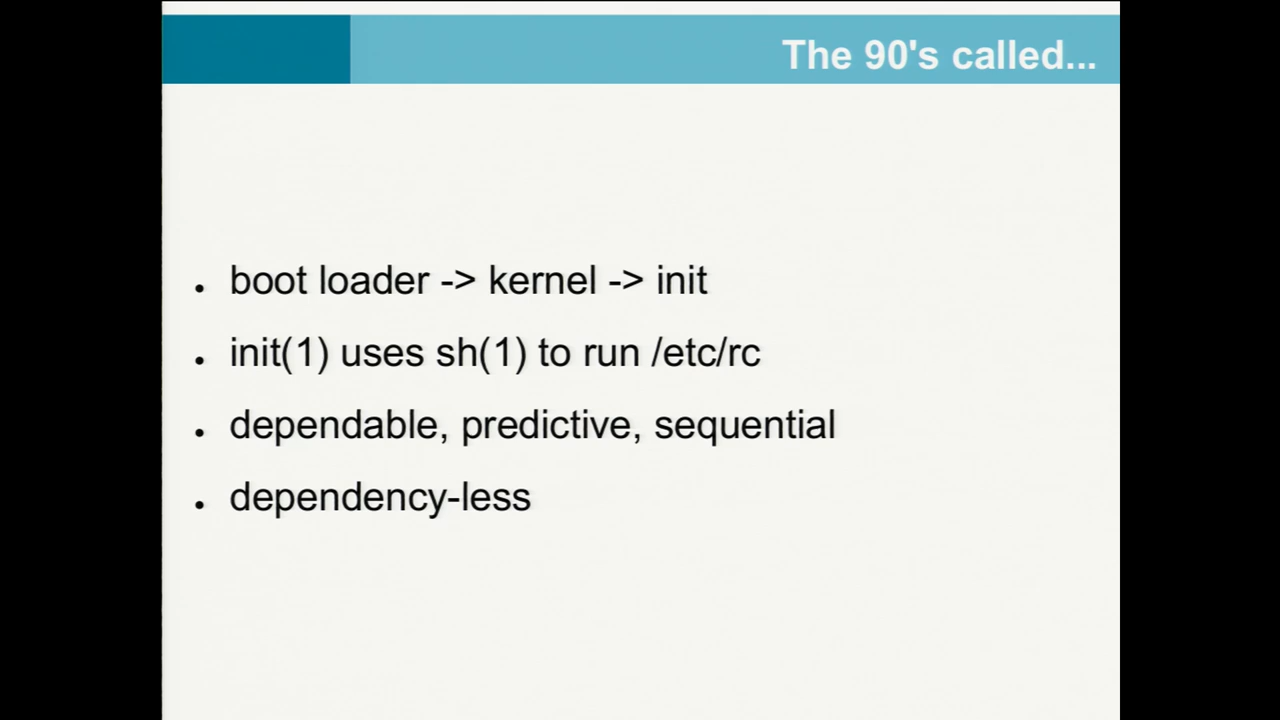 The 90's called...
● boot loader -> kernel -> init
● init(1) uses sh(1) to run /etc/rc
● dependable, predictive, sequential
● dependency-less